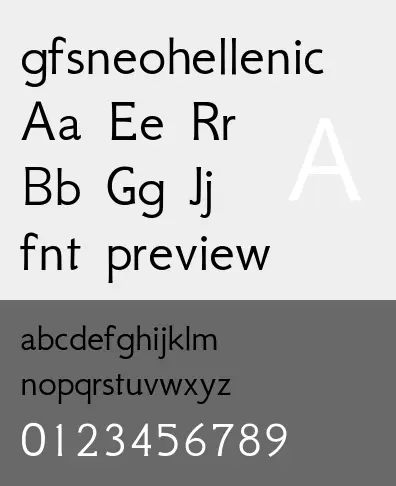 gfsneohellenic
Aa Ee Rr
A
Bb Gg Jj
fnt preview
abcdefghijklm
nopqrstuvwxyz
0123456789